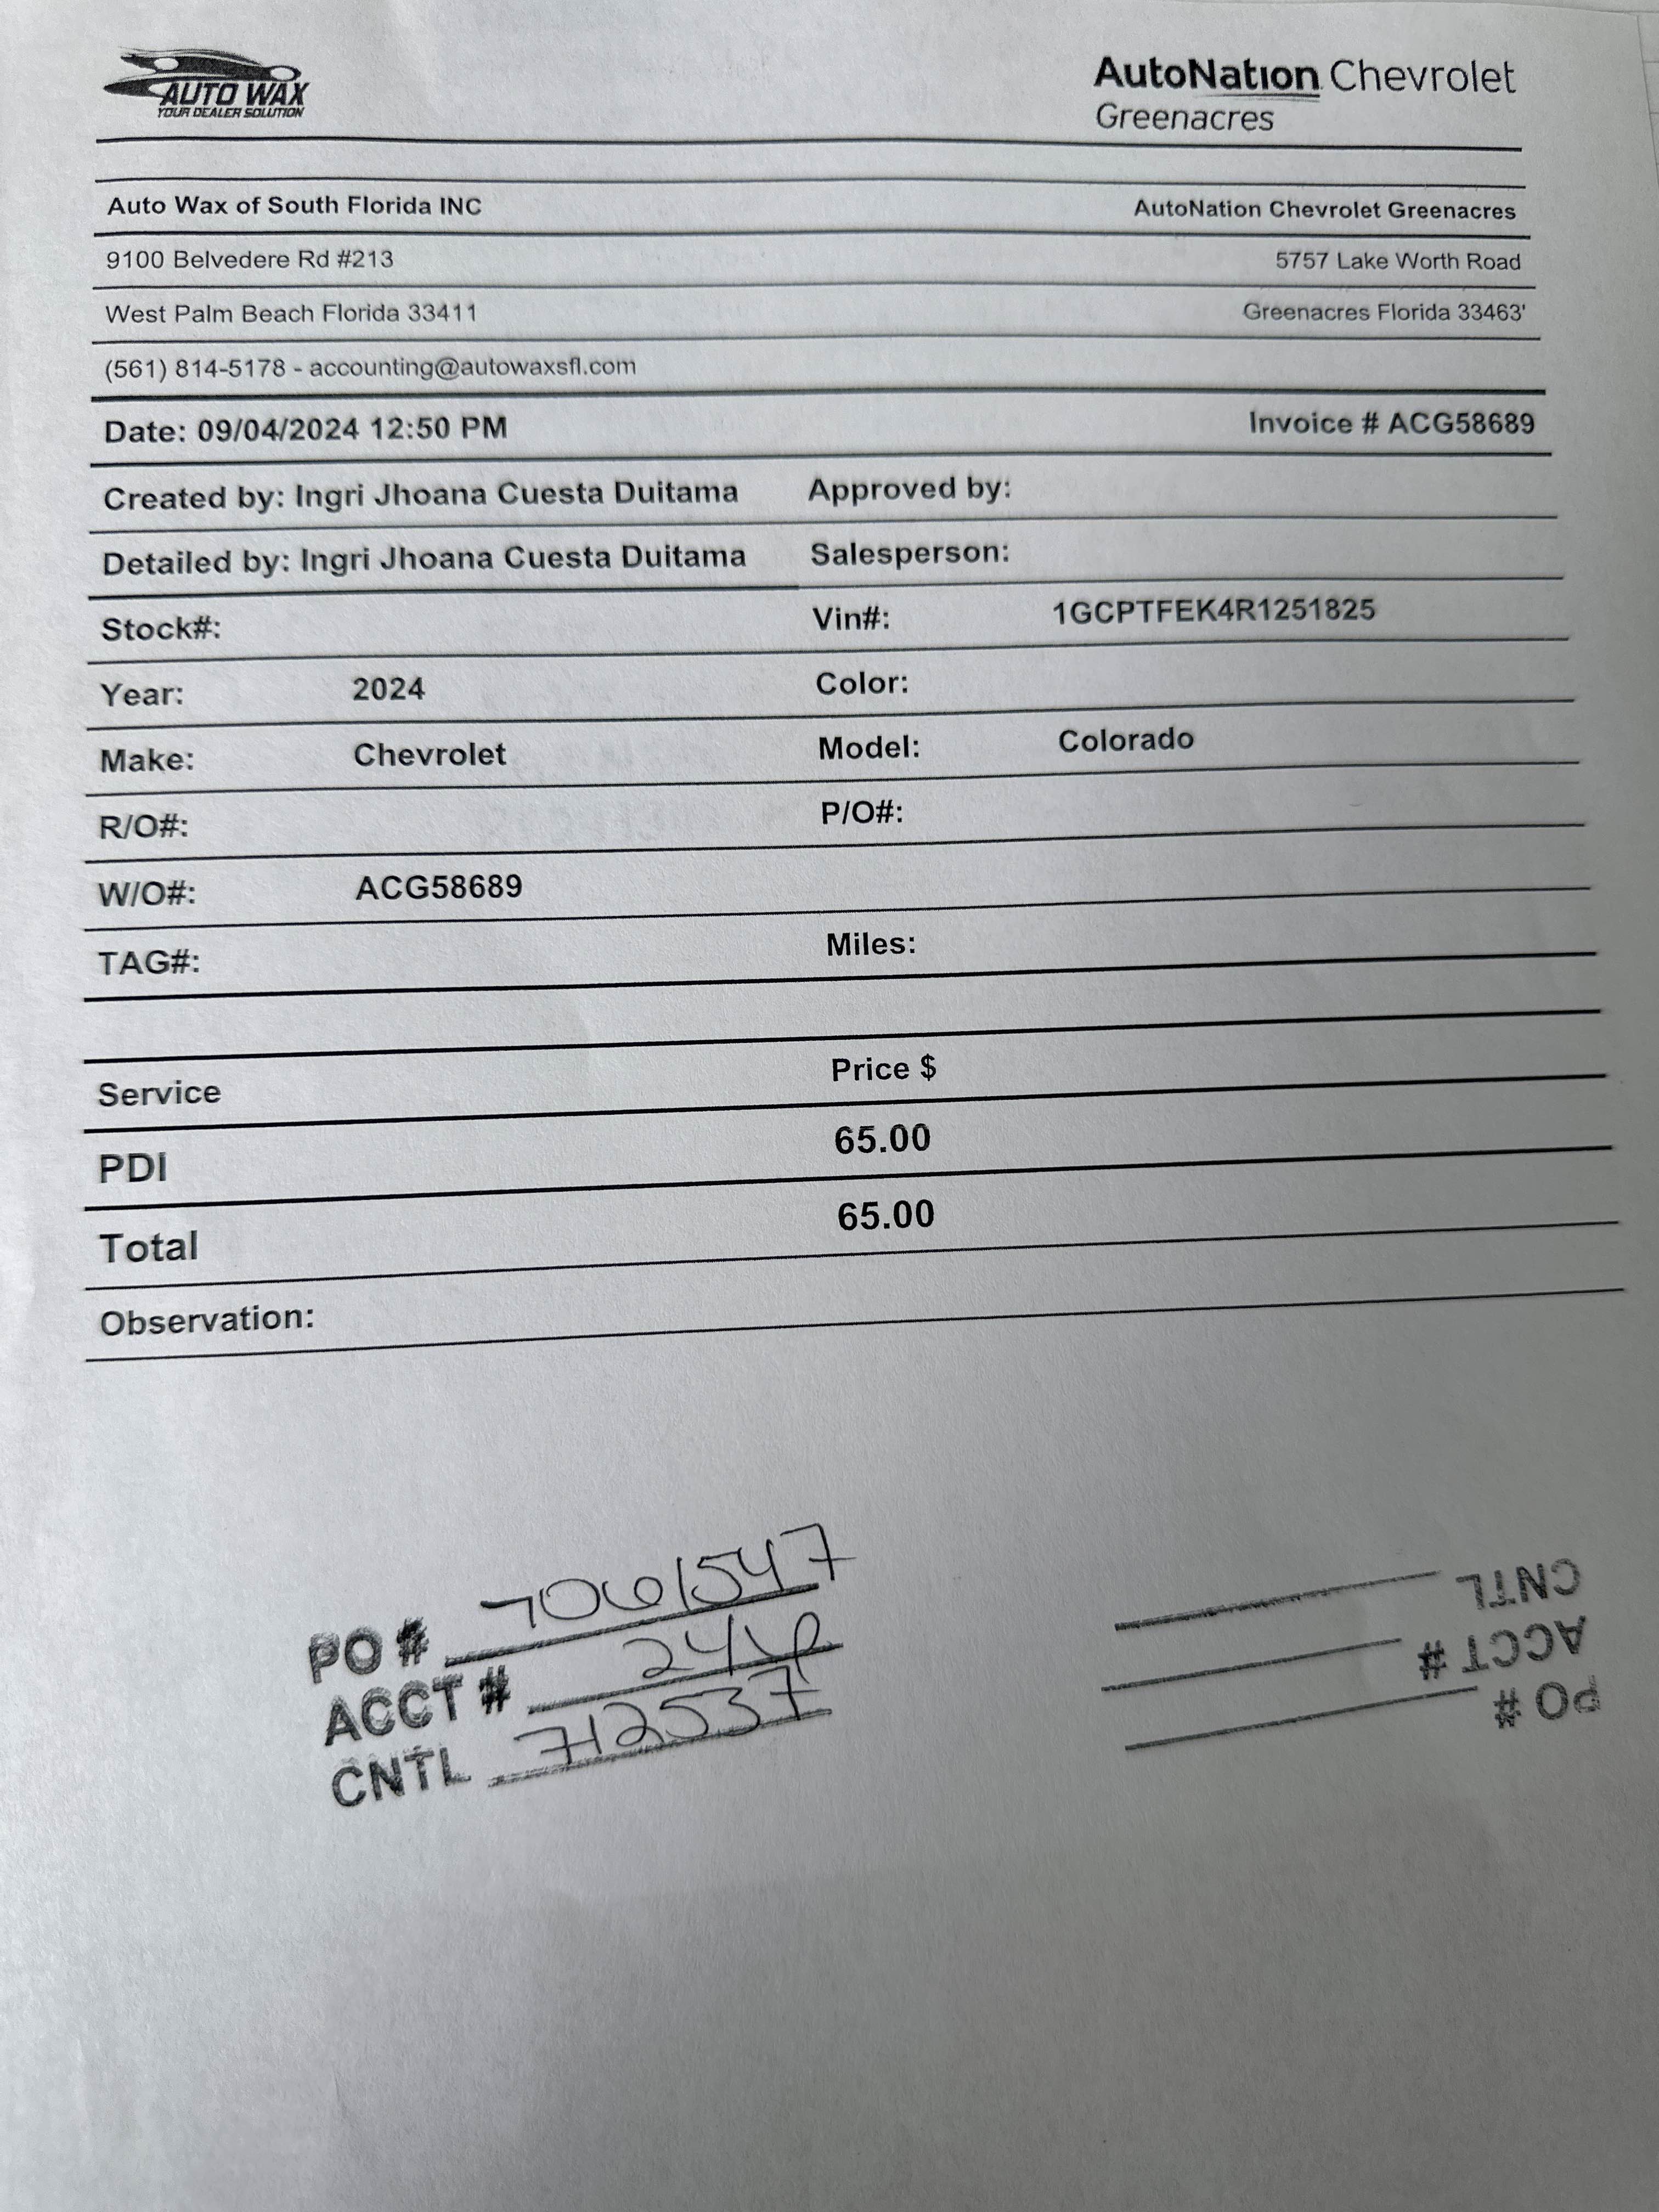 AUTO WAX
YOUR DEALER SOLUTION
AutoNation Chevrolet
Greenacres
Auto Wax of South Florida INC AutoNation Chevrolet Greenacres
9100 Belvedere Rd #213 5757 Lake Worth Road
West Palm Beach Florida 33411 Greenacres Florida 33463'
(561) 814-5178 - accounting@autowaxsfl.com
Date: 09/04/2024 12:50 PM Invoice # ACG58689
Created by: Ingri Jhoana Cuesta Duitama Approved by:
Detailed by: Ingri Jhoana Cuesta Duitama Salesperson:
Stock#: Vin#: 1GCPTFEK4R1251825
Year: 2024 Color:
Make: Chevrolet Model: Colorado
R/O#: P/O#:
W/O#: ACG58689
TAG#: Miles:
Service Price $
PDI 65.00
Total 65.00
Observation:
PO # 7061547
ACCT #
CNTL 712537
PO #
ACCT #
CNTL